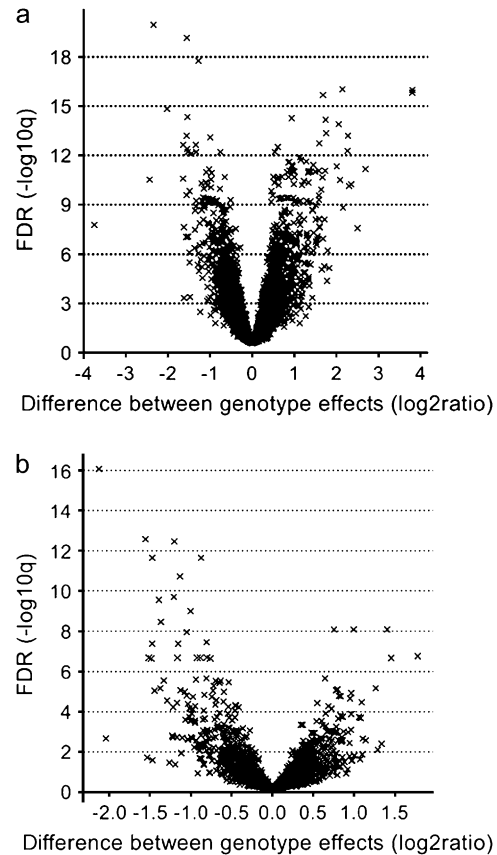 a
FDR (-log10q)
18
15
12
9
6
3
0
-4 -3 -2 -1 0 1 2 3 4
Difference between genotype effects (log2ratio)
b
FDR (-log10q)
16
14
12
10
8
6
4
2
0
-2.0 -1.5 -1.0 -0.5 0.0 0.5 1.0 1.5
Difference between genotype effects (log2ratio)